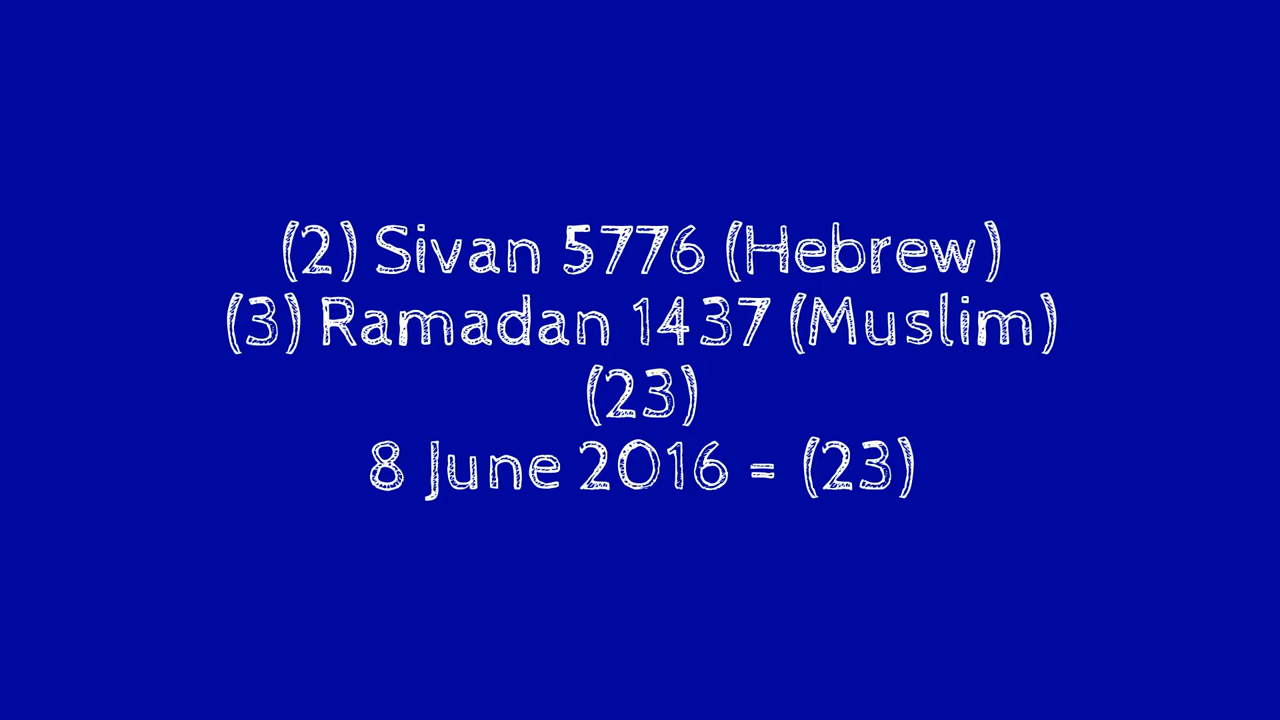 (2) Sivan 5776 (Hebrew)
(3) Ramadan 1437 (Muslim)
(23)
8 June 2016 = (23)